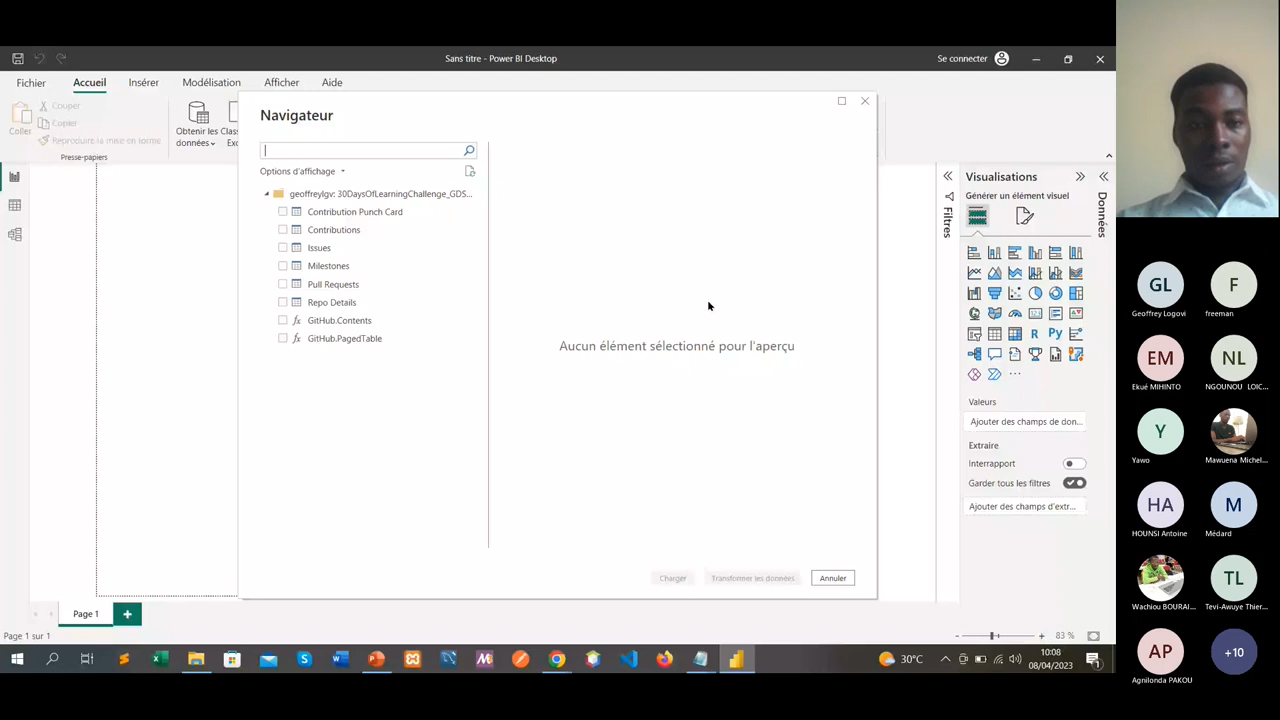 Sans titre - Power BI Desktop
Se connecter
Fichier
Accueil
Insérer
Modélisation
Afficher
Aide
Coller
Couper
Copier
Reproduire la mise en forme
Presse-papiers
Obtenir les
données
Navigateur
Options d'affichage
geoffreylgv: 30DaysOfLearningChallenge_GDS...
Contribution Punch Card
Contributions
Issues
Milestones
Pull Requests
Repo Details
fx GitHub.Contents
fx GitHub.PagedTable
Aucun élément sélectionné pour l'aperçu
Charger
Transformer les données
Annuler
Filtres
Visualisations
Générer un élément visuel
R
Py
Valeurs
Ajouter des champs de don...
Extraire
Interrapport
Garder tous les filtres
Ajouter des champs d'extr...
Données
Page 1
Page 1 sur 1
83 %
30°C
10:08
08/04/2023
GL
Geoffrey Logovi
F
freeman
EM
Ekué MIHINTO
NL
NGOUNOU LOIC...
Y
Yawo
Mawuena Michel...
HA
HOUNSI Antoine
M
Médard
Wachiou BOURAI...
TL
Tevi-Awuye Thier...
AP
Agnilonda PAKOU
+10